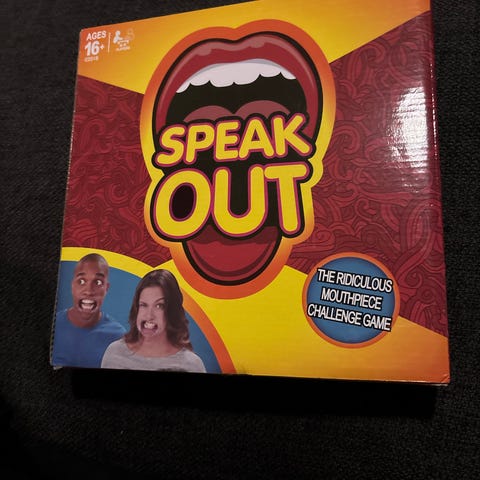 AGES
16+
SPEAK
OUT
THE RIDICULOUS
MOUTHPIECE
CHALLENGE GAME